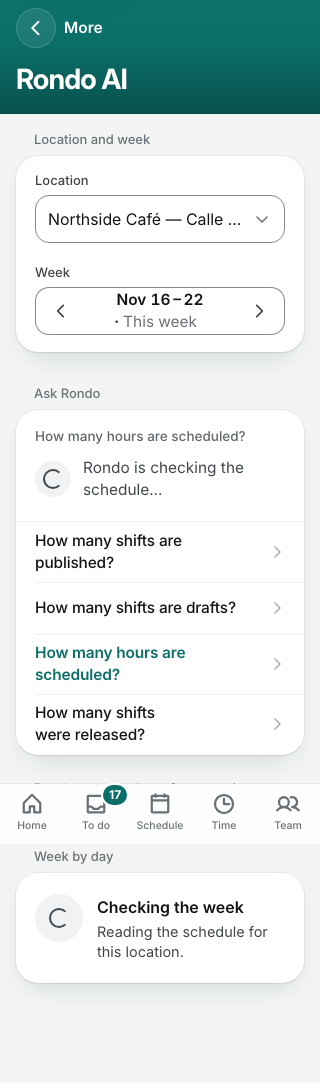 More
Rondo AI
Location and week
Location
Northside Café — Calle ...
Week
Nov 16 – 22
· This week
Ask Rondo
How many hours are scheduled?
Rondo is checking the
schedule...
How many shifts are
published?
How many shifts are drafts?
How many hours are
scheduled?
How many shifts
were released?
17
Home
To do
Schedule
Time
Team
Week by day
Checking the week
Reading the schedule for
this location.